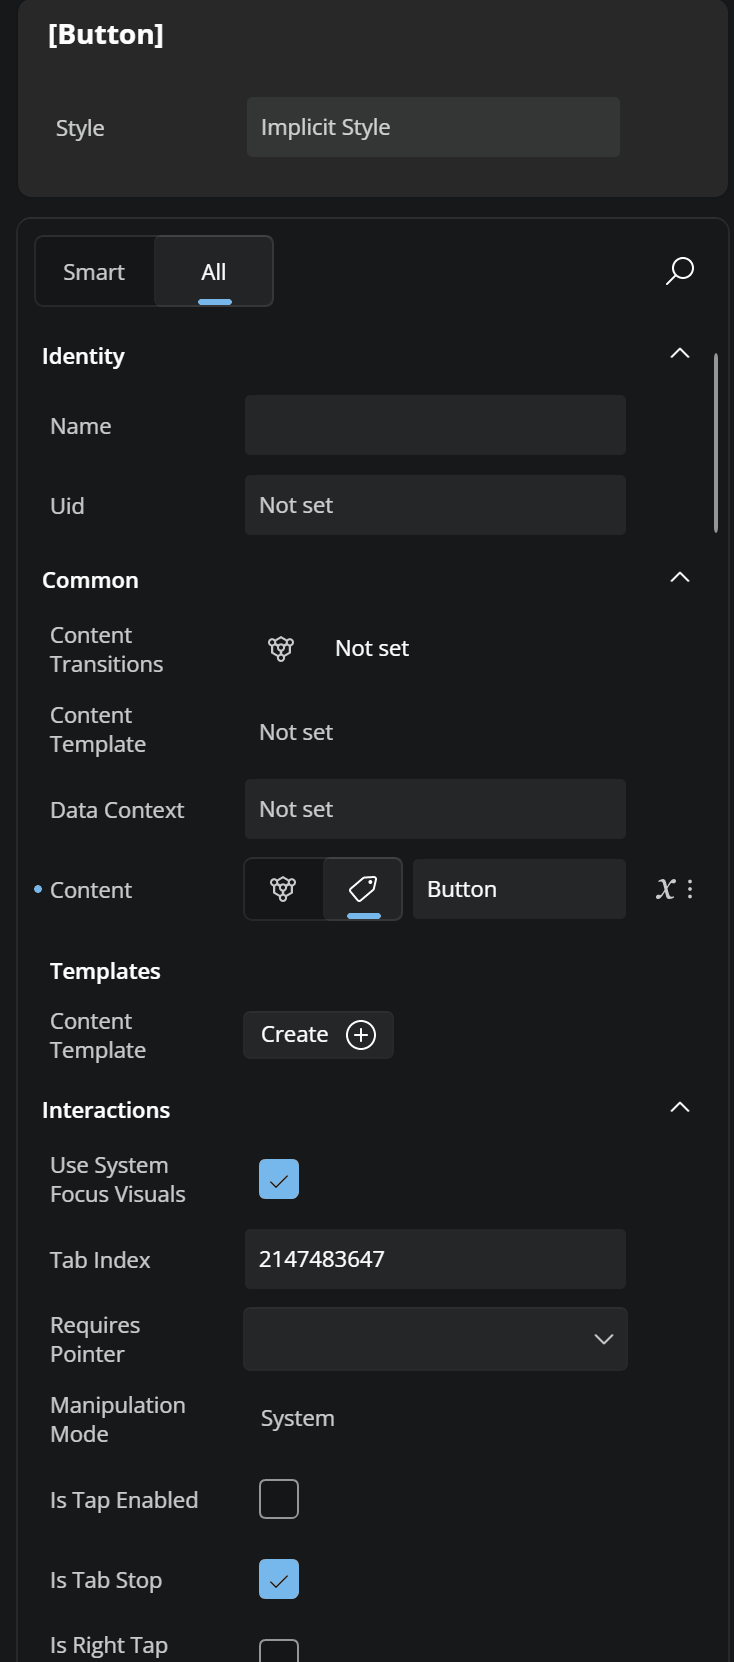 [Button]
Style
Implicit Style
Smart
All
Identity
Name
Uid
Not set
Common
Content
Transitions
Not set
Content
Template
Not set
Data Context
Not set
Content
Button
x
Templates
Content
Template
Create
Interactions
Use System
Focus Visuals
Tab Index
2147483647
Requires
Pointer
Manipulation
Mode
System
Is Tap Enabled
Is Tab Stop
Is Right Tap